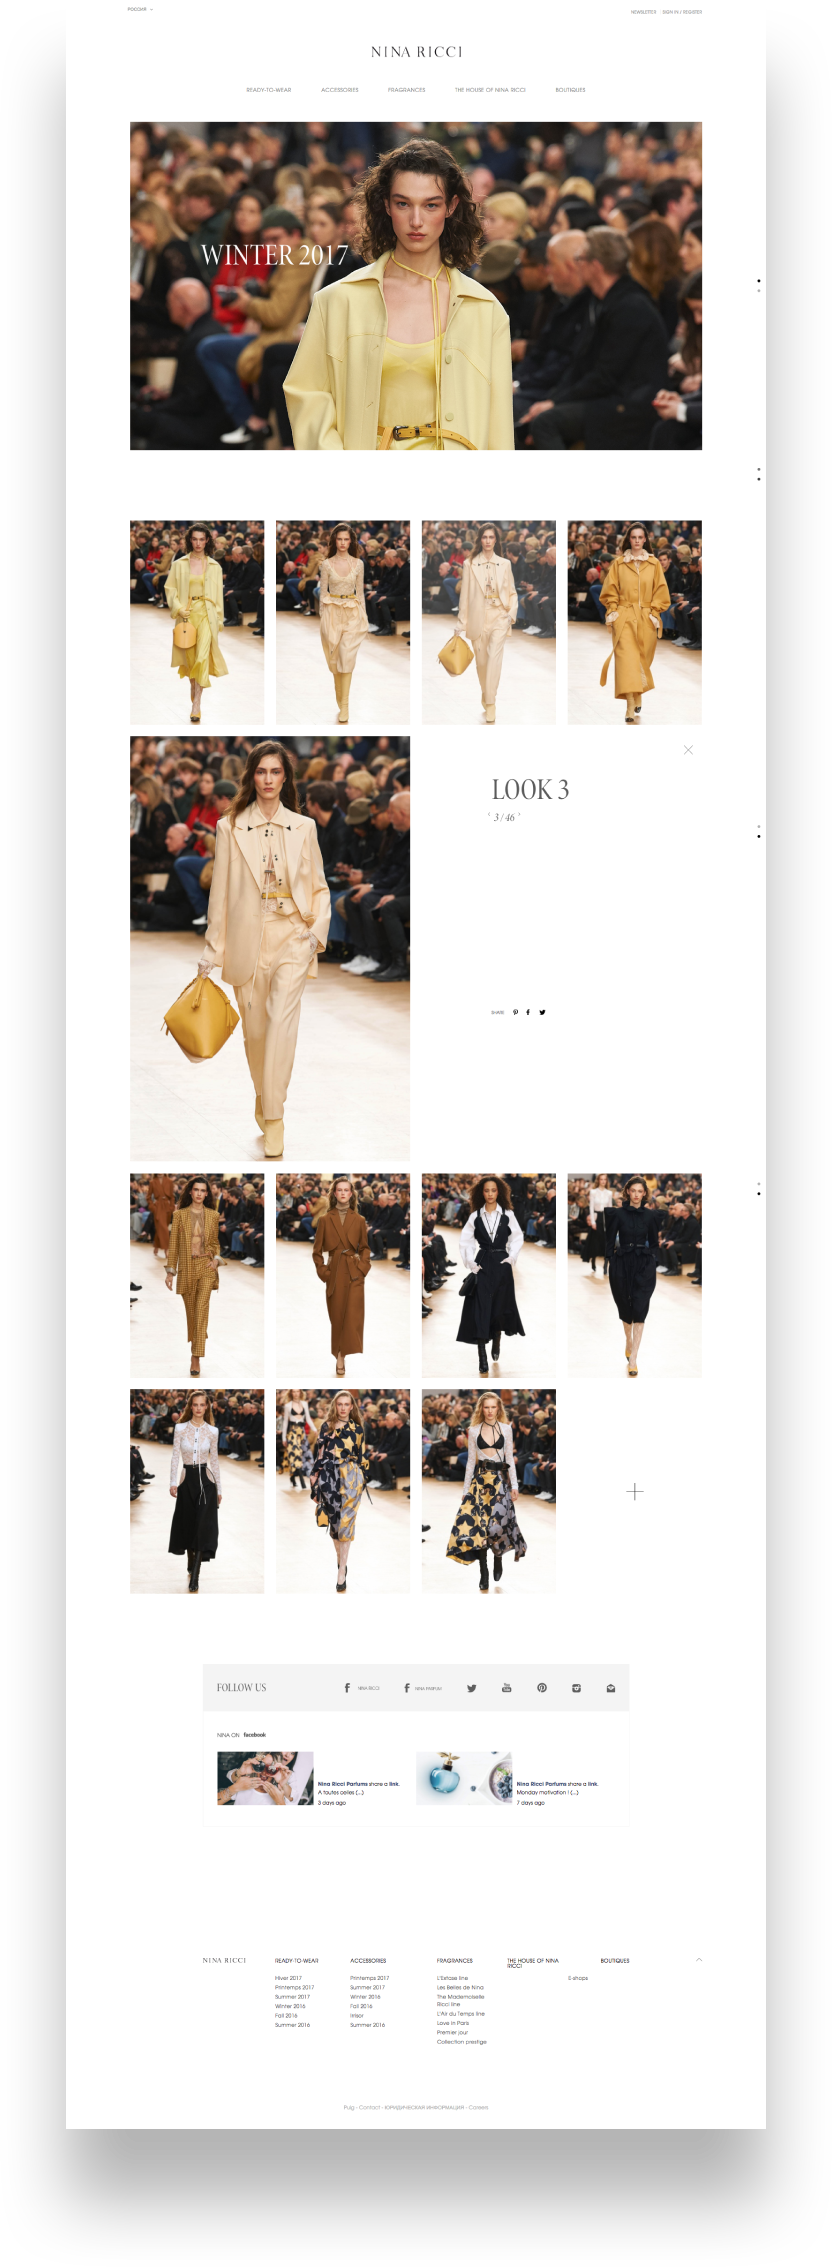 РОССИЯ
NEWSLETTER SIGN IN / REGISTER
NINA RICCI
READY-TO-WEAR ACCESSORIES FRAGRANCES THE HOUSE OF NINA RICCI BOUTIQUES
WINTER 2017
LOOK 3
3 / 46
SHARE
FOLLOW US
NINA RICCI
NINA PARFUM
NINA ON facebook
Nina Ricci Parfums share a link.
A toutes celles (...)
3 days ago
Nina Ricci Parfums share a link.
Monday motivation ! (...)
7 days ago
NINA RICCI
READY-TO-WEAR
Hiver 2017
Printemps 2017
Summer 2017
Winter 2016
Fall 2016
Summer 2016
ACCESSORIES
Printemps 2017
Summer 2017
Winter 2016
Fall 2016
Irrisor
Summer 2016
FRAGRANCES
L'Extase line
Les Belles de Nina
The Mademoiselle
Ricci line
L'Air du Temps line
Love in Paris
Premier jour
Collection prestige
THE HOUSE OF NINA
RICCI
BOUTIQUES
E-shops
Puig - Contact - ЮРИДИЧЕСКАЯ ИНФОРМАЦИЯ - Careers